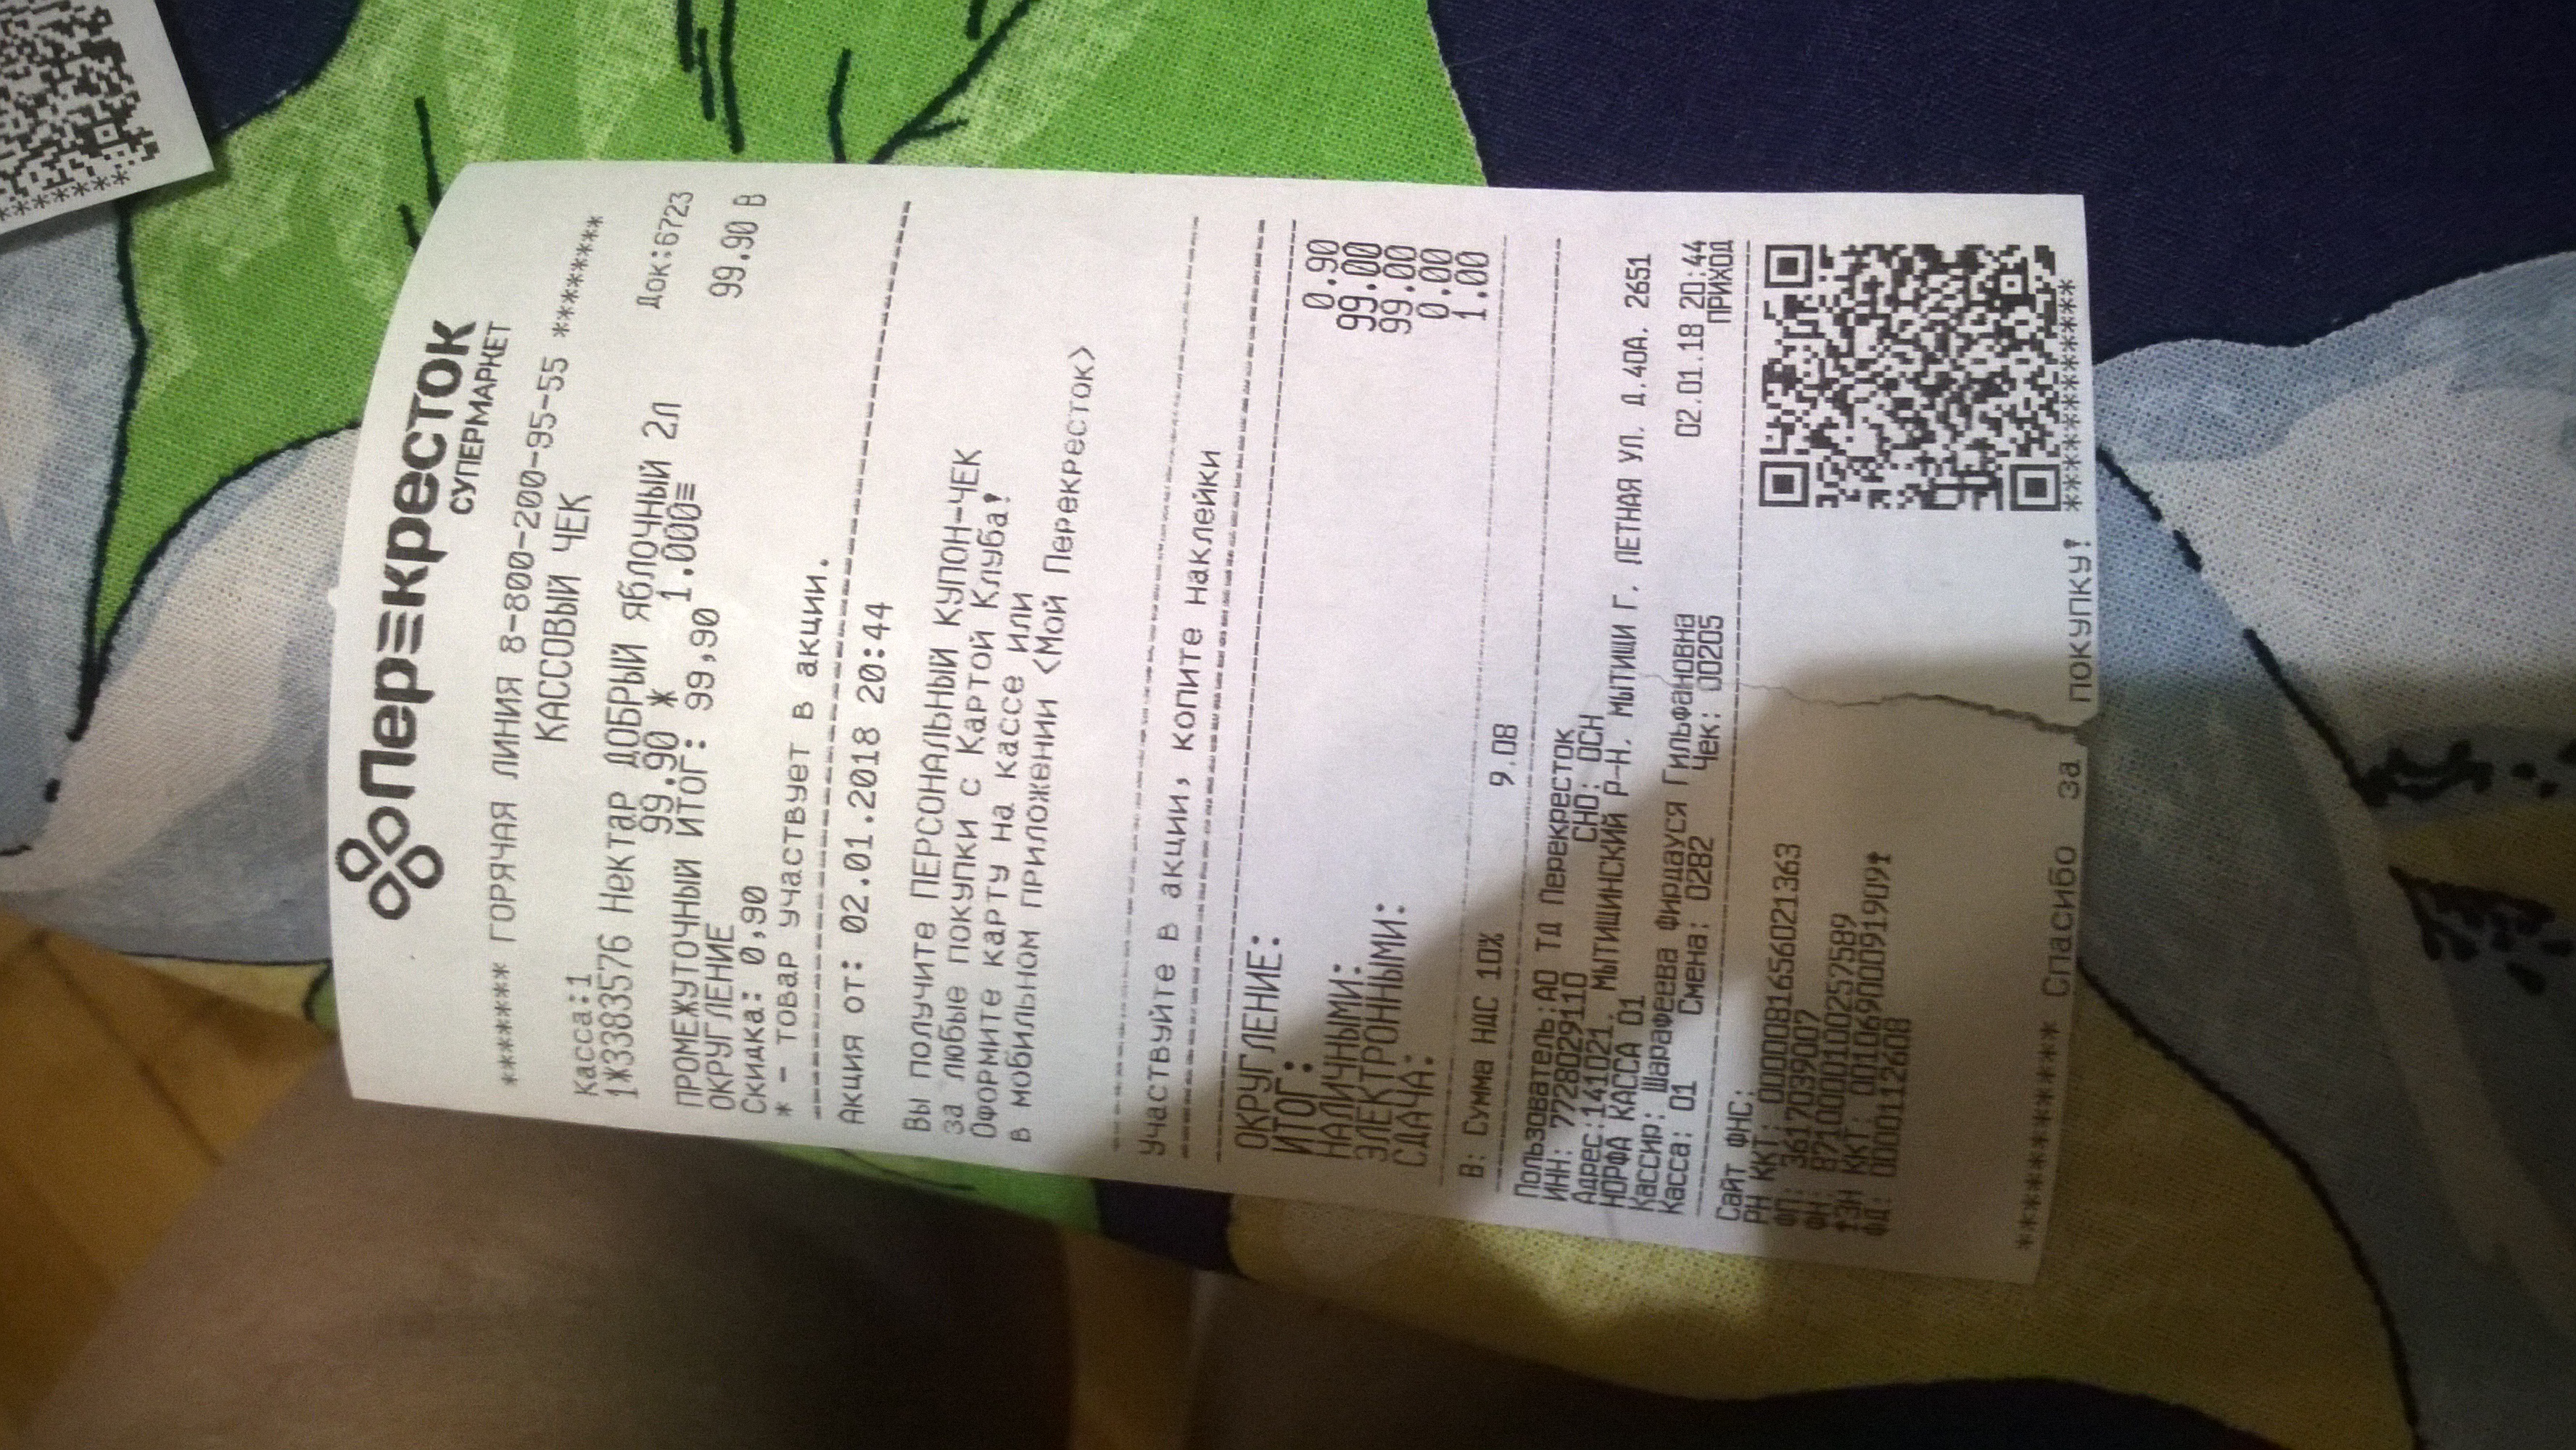 Перекресток
СУПЕРМАРКЕТ
******* ГОРЯЧАЯ ЛИНИЯ 8-800-200-95-55 ********
КАССОВЫЙ ЧЕК
Касса:1 Док:6723
1*3383576 Нектар ДОБРЫЙ ЯБЛОЧНЫЙ 2Л
99.90 * 1.000= 99.90 В
ПРОМЕЖУТОЧНЫЙ ИТОГ: 99,90
ОКРУГЛЕНИЕ
Скидка: 0,90
* - товар участвует в акции.
Акция от: 02.01.2018 20:44
Вы получите ПЕРСОНАЛЬНЫЙ КУПОН-ЧЕК
за любые покупки с Картой Клуба!
Оформите карту на кассе или
в мобильном приложении <Мой Перекресток>
Участвуйте в акции, копите наклейки
ОКРУГЛЕНИЕ: 0.90
ИТОГ: 99.00
НАЛИЧНЫМИ: 99.00
ЭЛЕКТРОННЫМИ: 0.00
СДАЧА: 1.00
В: Сумма НДС 10% 9.08
Пользователь:АО ТД Перекресток
ИНН: 7728029110 СНО: ОСН
Адрес:141021, МЫТИЩИНСКИЙ Р-Н. МЫТИЩИ Г. ЛЕТНАЯ УЛ. Д.40А. 2651
НОРФА КАССА 01
Кассир: Шарафеева Фирдауся Гильфановна
Касса: 01 Смена: 0282 Чек: 00205 02.01.18 20:44
ПРИХОД
Сайт ФНС:
РН ККТ: 0000816560021363
ФП: 3617039007
ФН: 8710000100257589
ЗН ККТ: 00106900091909
ФД: 0000112608
******** Спасибо за покупку! **************